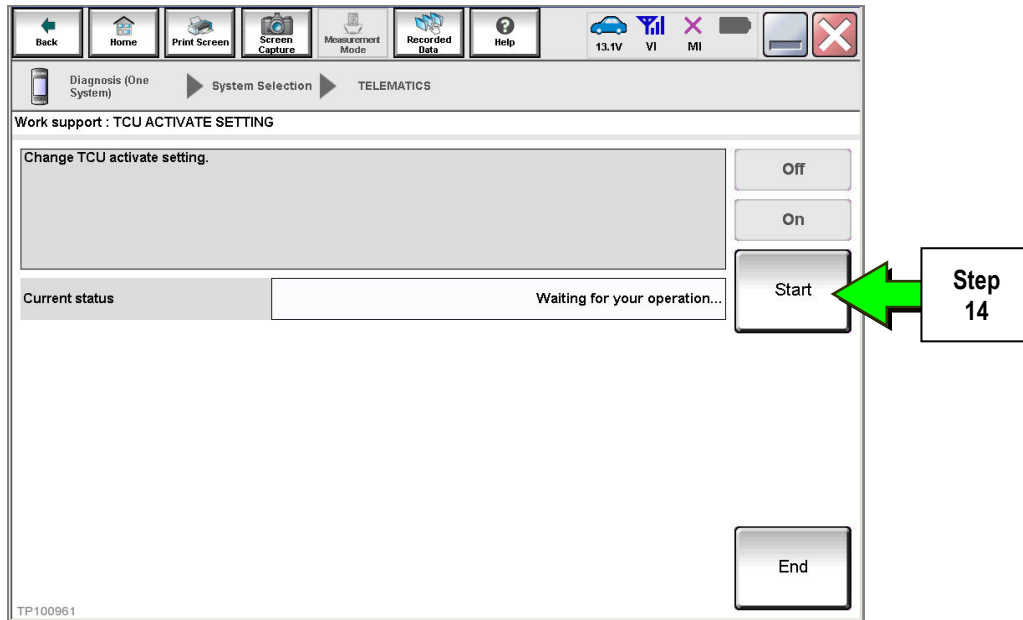 Back
Home
Print Screen
Screen
Capture
Measurement
Mode
Recorded
Data
Help
13.1V
VI
MI
Diagnosis (One
System)
System Selection
TELEMATICS
Work support : TCU ACTIVATE SETTING
Change TCU activate setting.
Off
On
Current status
Waiting for your operation...
Start
Step
14
End
TP100961